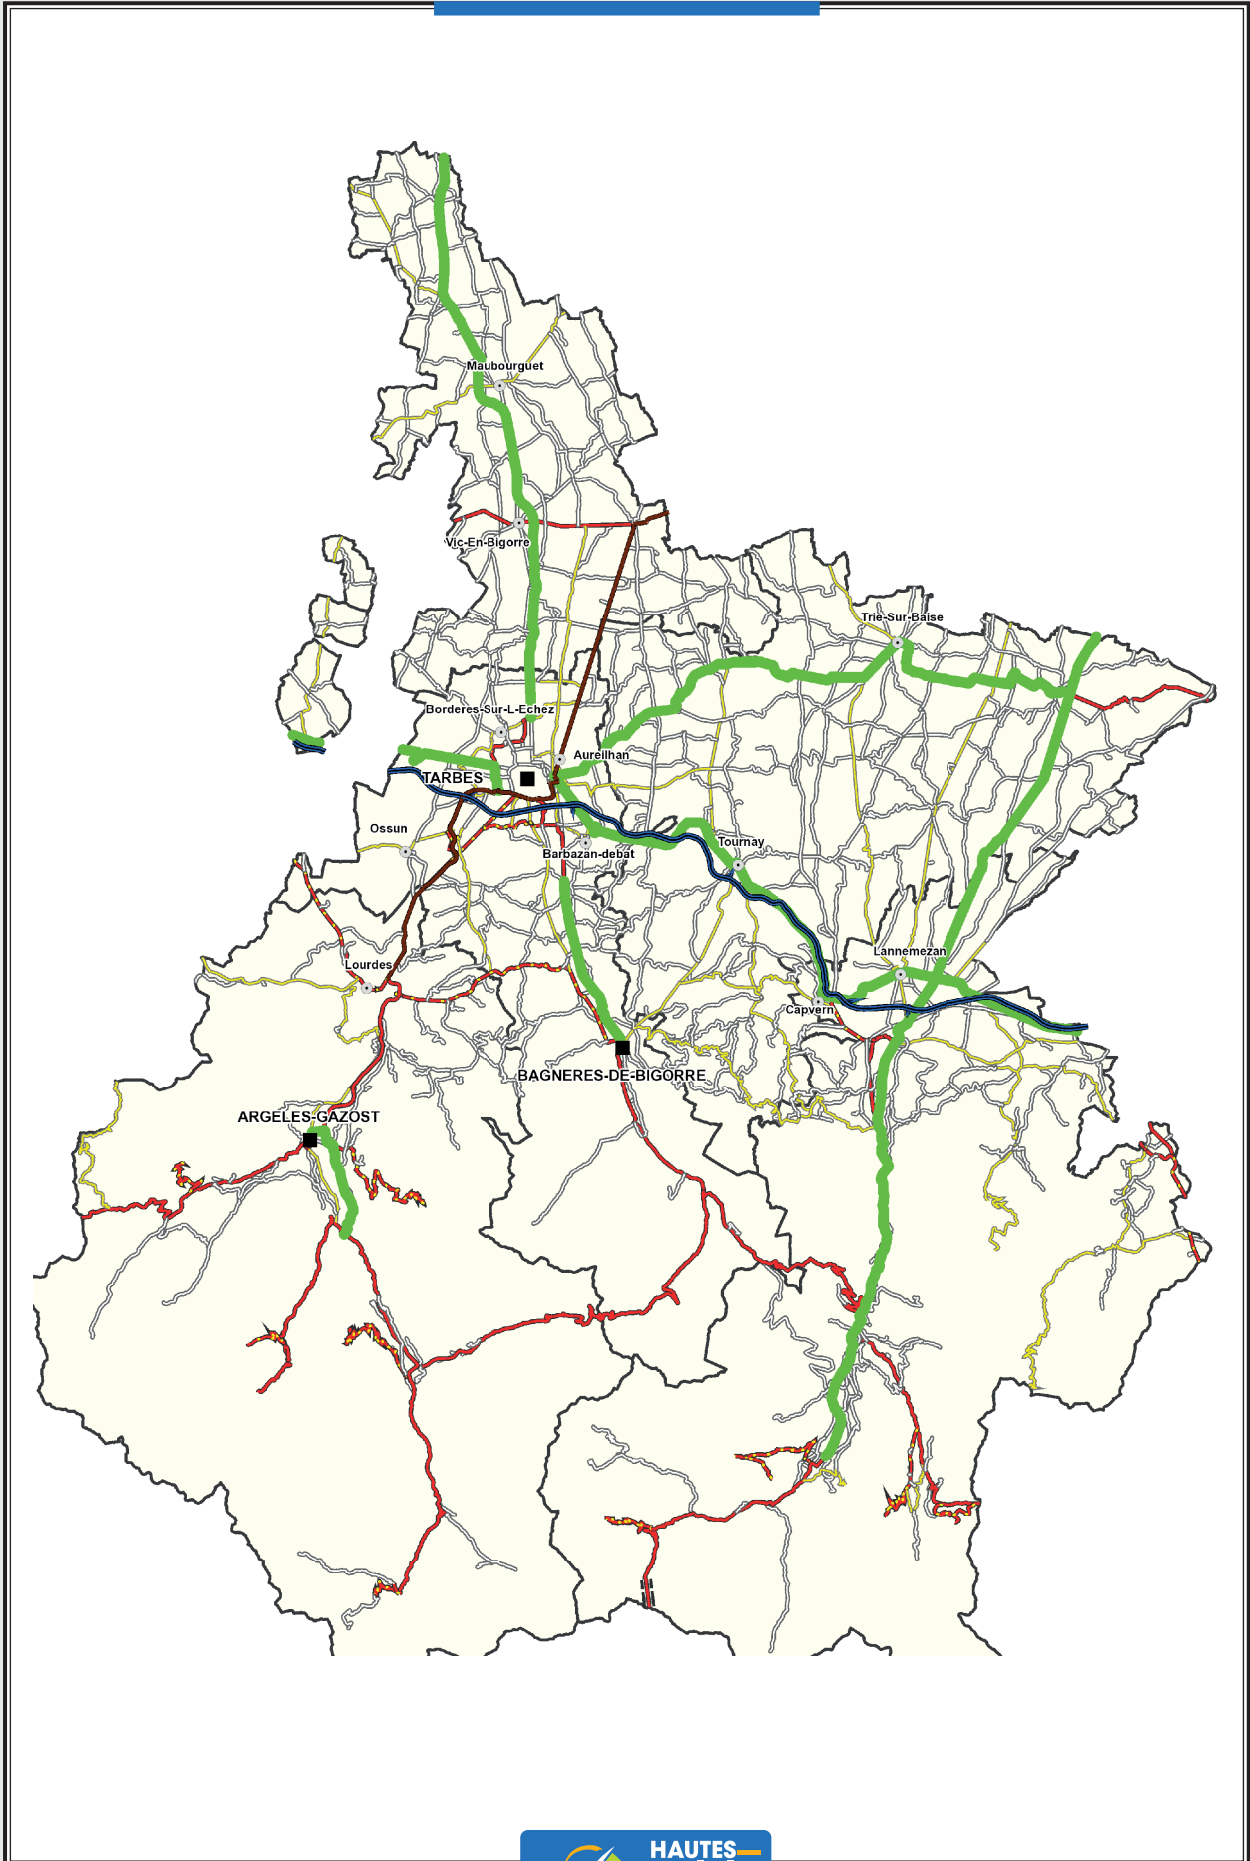 Maubourguet
Vic-En-Bigorre
Trie-Sur-Baise
Borderes-Sur-L-Echez
Aureilhan
TARBES
Ossun
Barbazan-debat
Tournay
Lannemezan
Lourdes
Capvern
BAGNERES-DE-BIGORRE
ARGELES-GAZOST
HAUTES